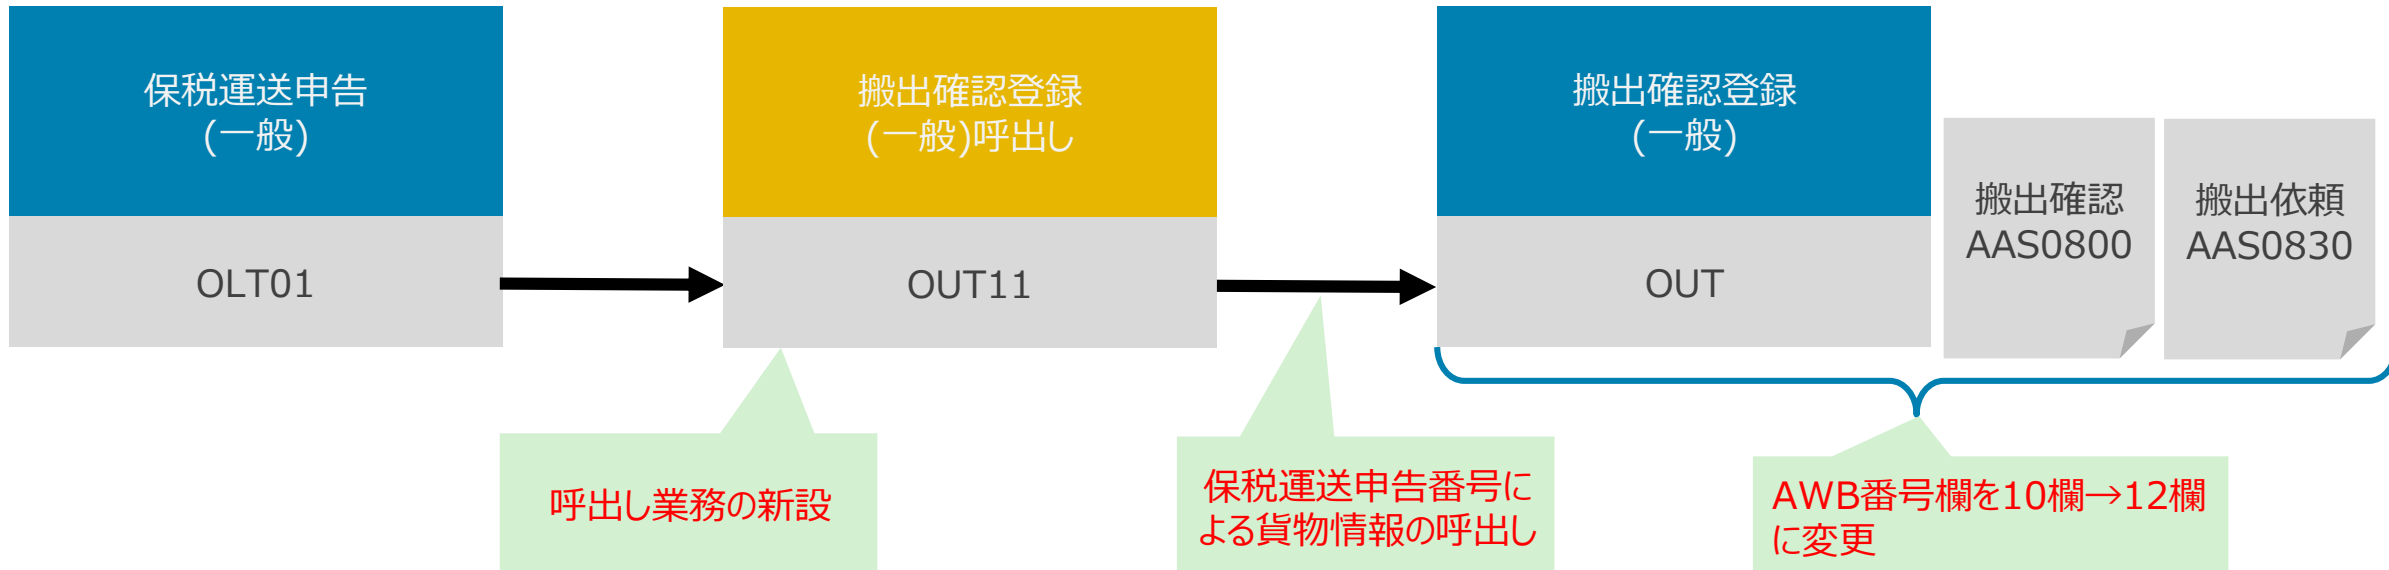 保税運送申告
(一般)
OLT01
搬出確認登録
(一般)呼出し
OUT11
搬出確認登録
(一般)
OUT
搬出確認
AAS0800
搬出依頼
AAS0830
呼出し業務の新設
保税運送申告番号に
よる貨物情報の呼出し
AWB番号欄を10欄→12欄
に変更